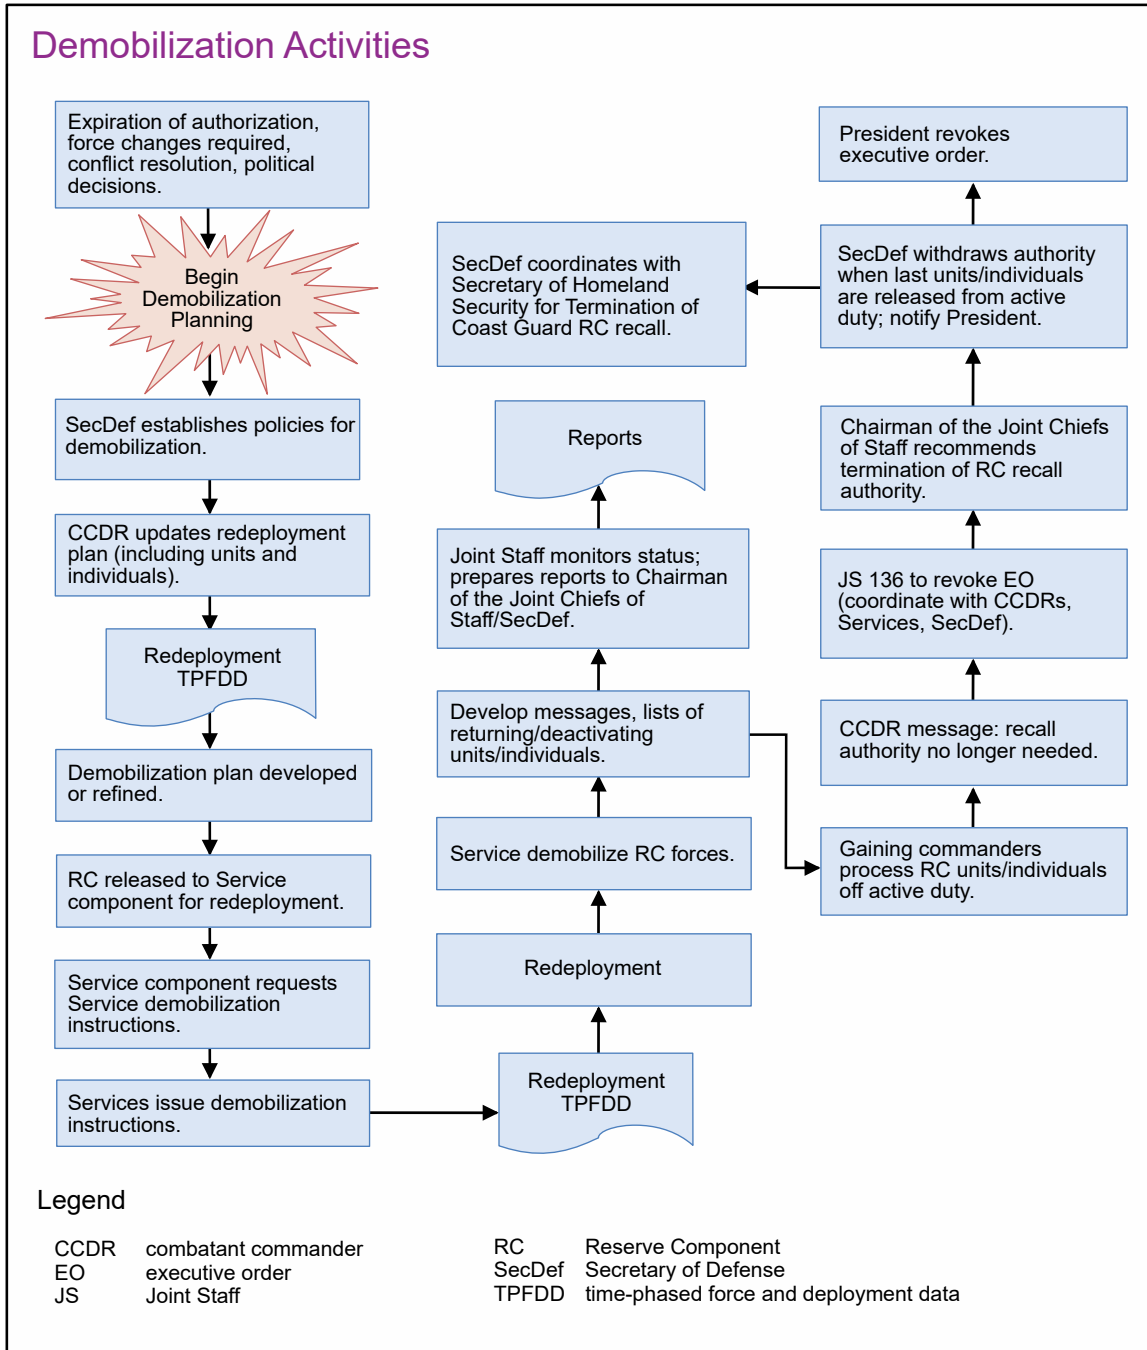 Demobilization Activities
Expiration of authorization,
force changes required,
conflict resolution, political
decisions.
Begin
Demobilization
Planning
SecDef establishes policies for
demobilization.
CCDR updates redeployment
plan (including units and
individuals).
Redeployment
TPFDD
Demobilization plan developed
or refined.
RC released to Service
component for redeployment.
Service component requests
Service demobilization
instructions.
Services issue demobilization
instructions.
Redeployment
TPFDD
Redeployment
Service demobilize RC forces.
Develop messages, lists of
returning/deactivating
units/individuals.
Joint Staff monitors status;
prepares reports to Chairman
of the Joint Chiefs of
Staff/SecDef.
Reports
Gaining commanders
process RC units/individuals
off active duty.
CCDR message: recall
authority no longer needed.
JS 136 to revoke EO
(coordinate with CCDRs,
Services, SecDef).
Chairman of the Joint Chiefs
of Staff recommends
termination of RC recall
authority.
SecDef withdraws authority
when last units/individuals
are released from active
duty; notify President.
SecDef coordinates with
Secretary of Homeland
Security for Termination of
Coast Guard RC recall.
President revokes
executive order.
Legend
CCDR combatant commander
EO executive order
JS Joint Staff
RC Reserve Component
SecDef Secretary of Defense
TPFDD time-phased force and deployment data